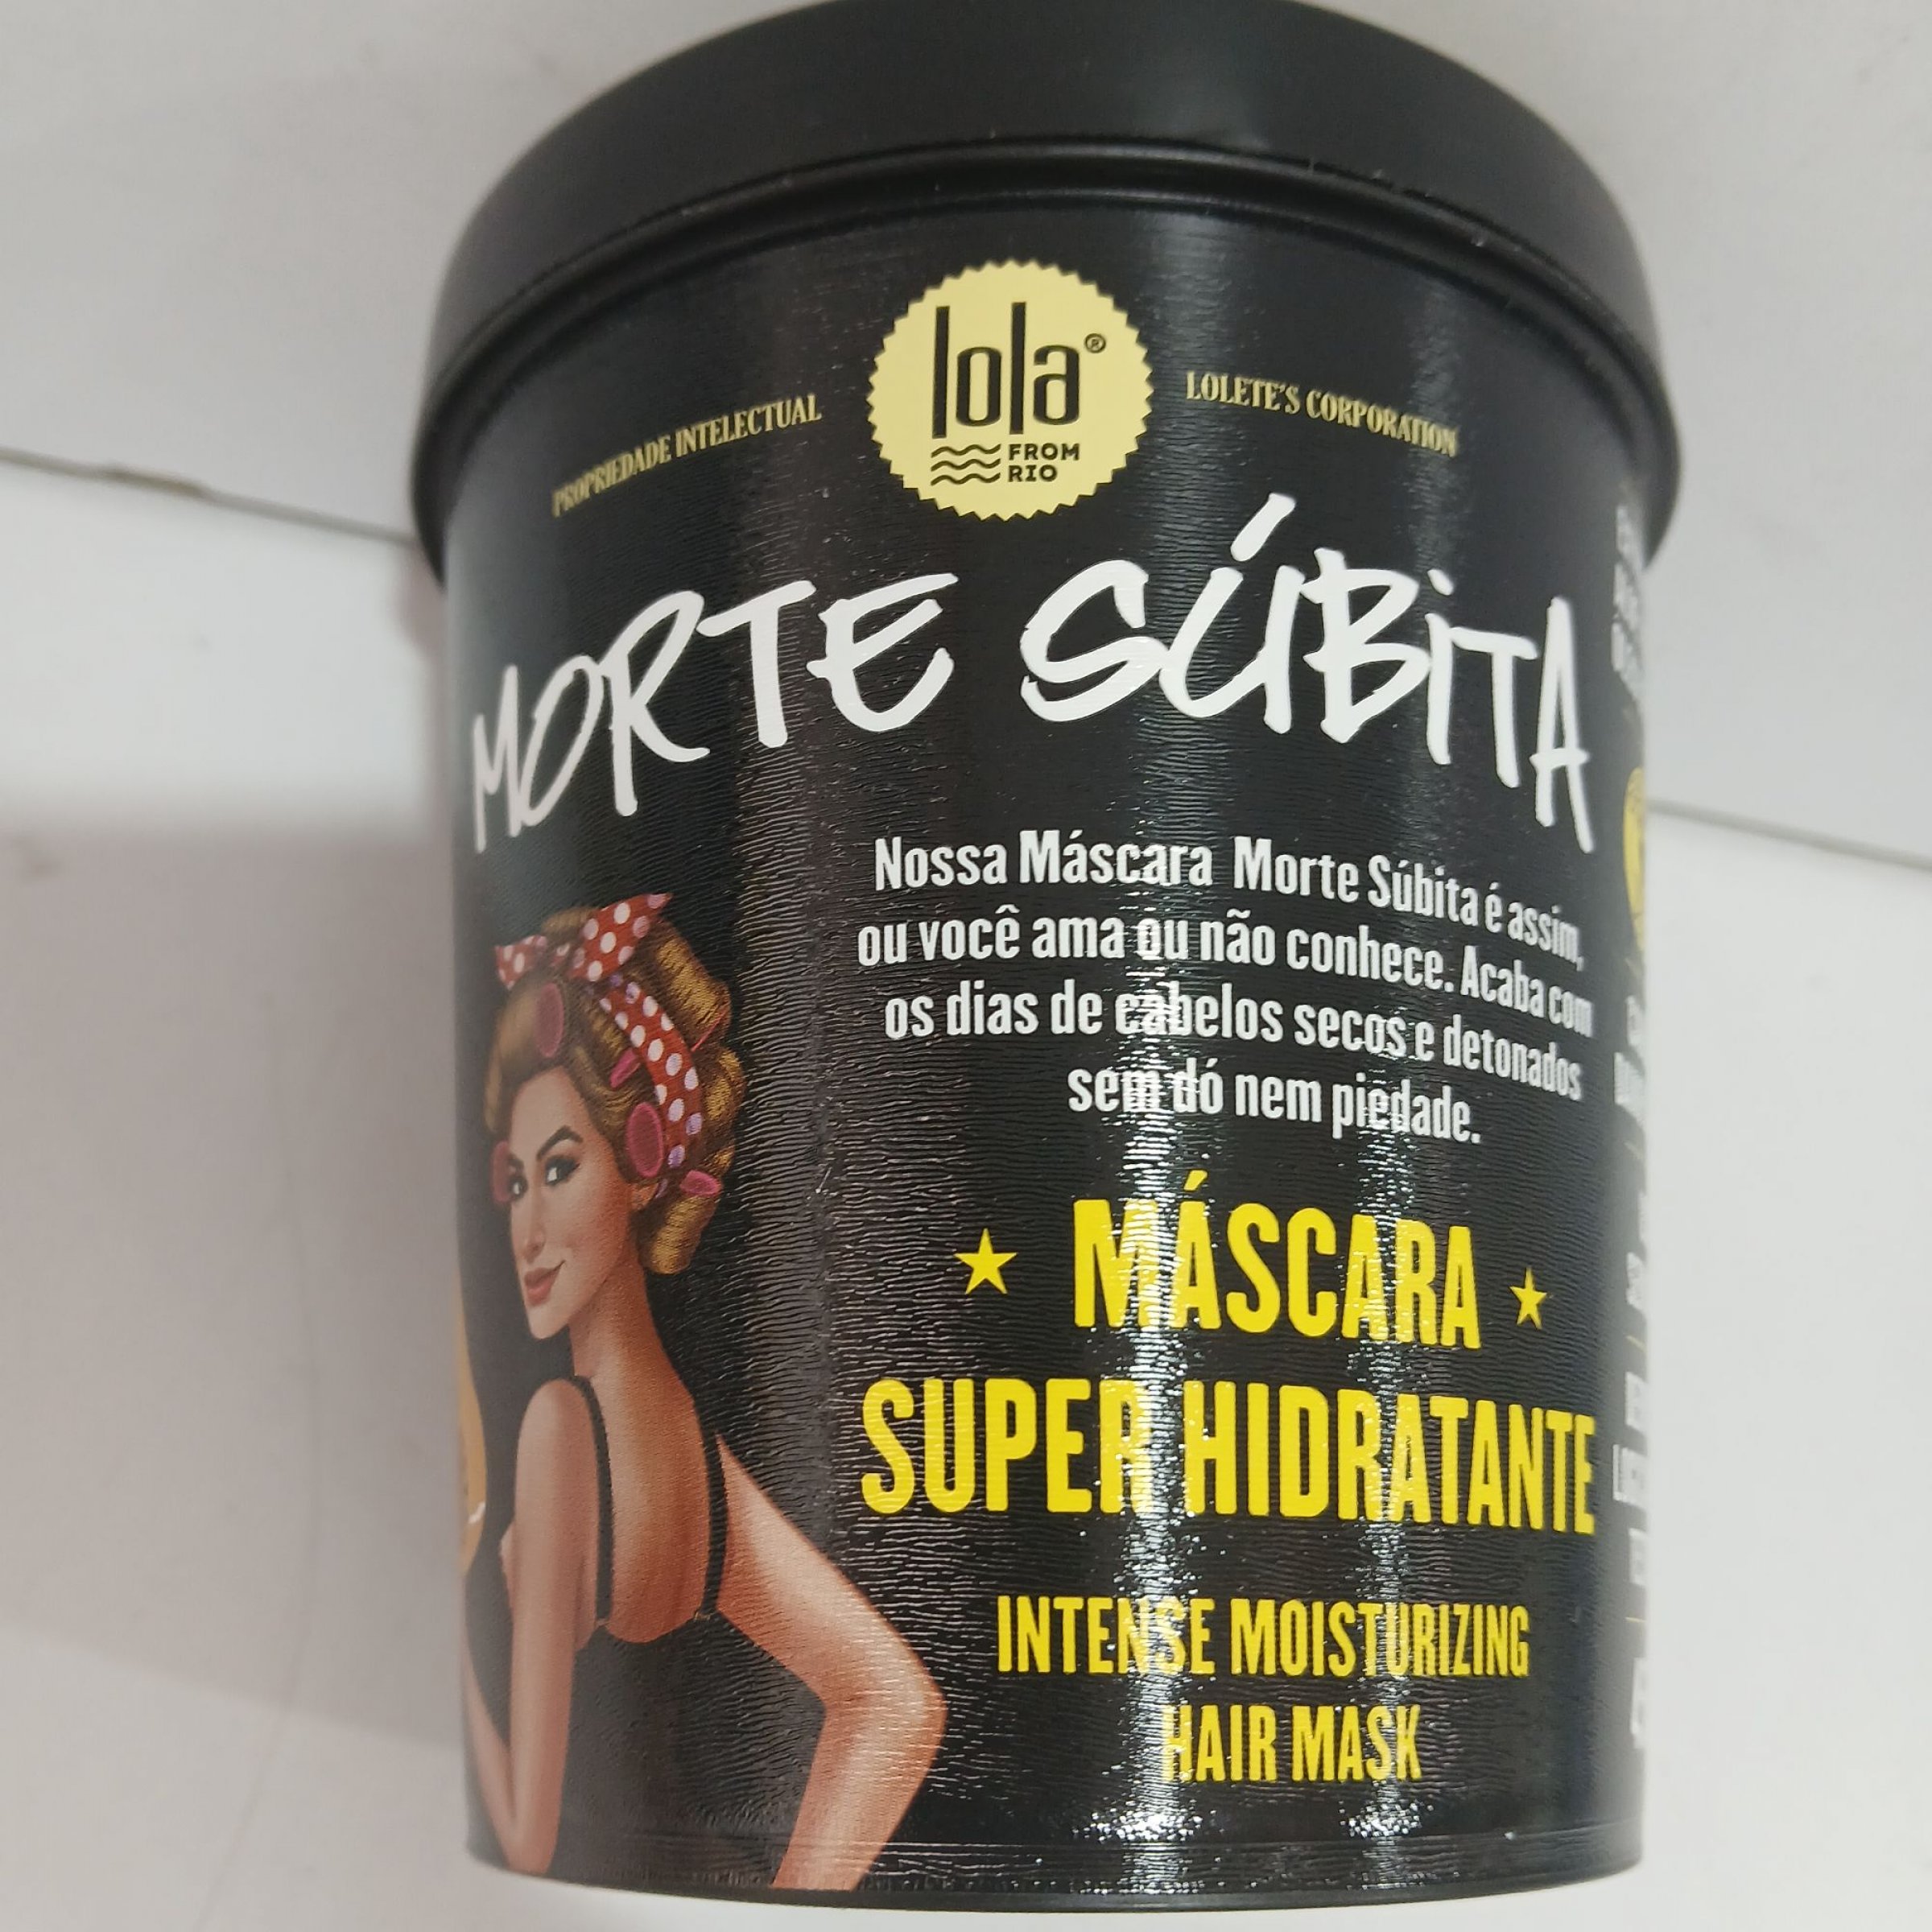 lola®
FROM
RIO
PROPRIEDADE INTELECTUAL
LOLETE'S CORPORATION
MORTE SÚBITA
Nossa Máscara Morte Súbita é assim,
ou você ama ou não conhece. Acaba com
os dias de cabelos secos e detonados
sem dó nem piedade.
MÁSCARA
SUPER HIDRATANTE
INTENSE MOISTURIZING
HAIR MASK